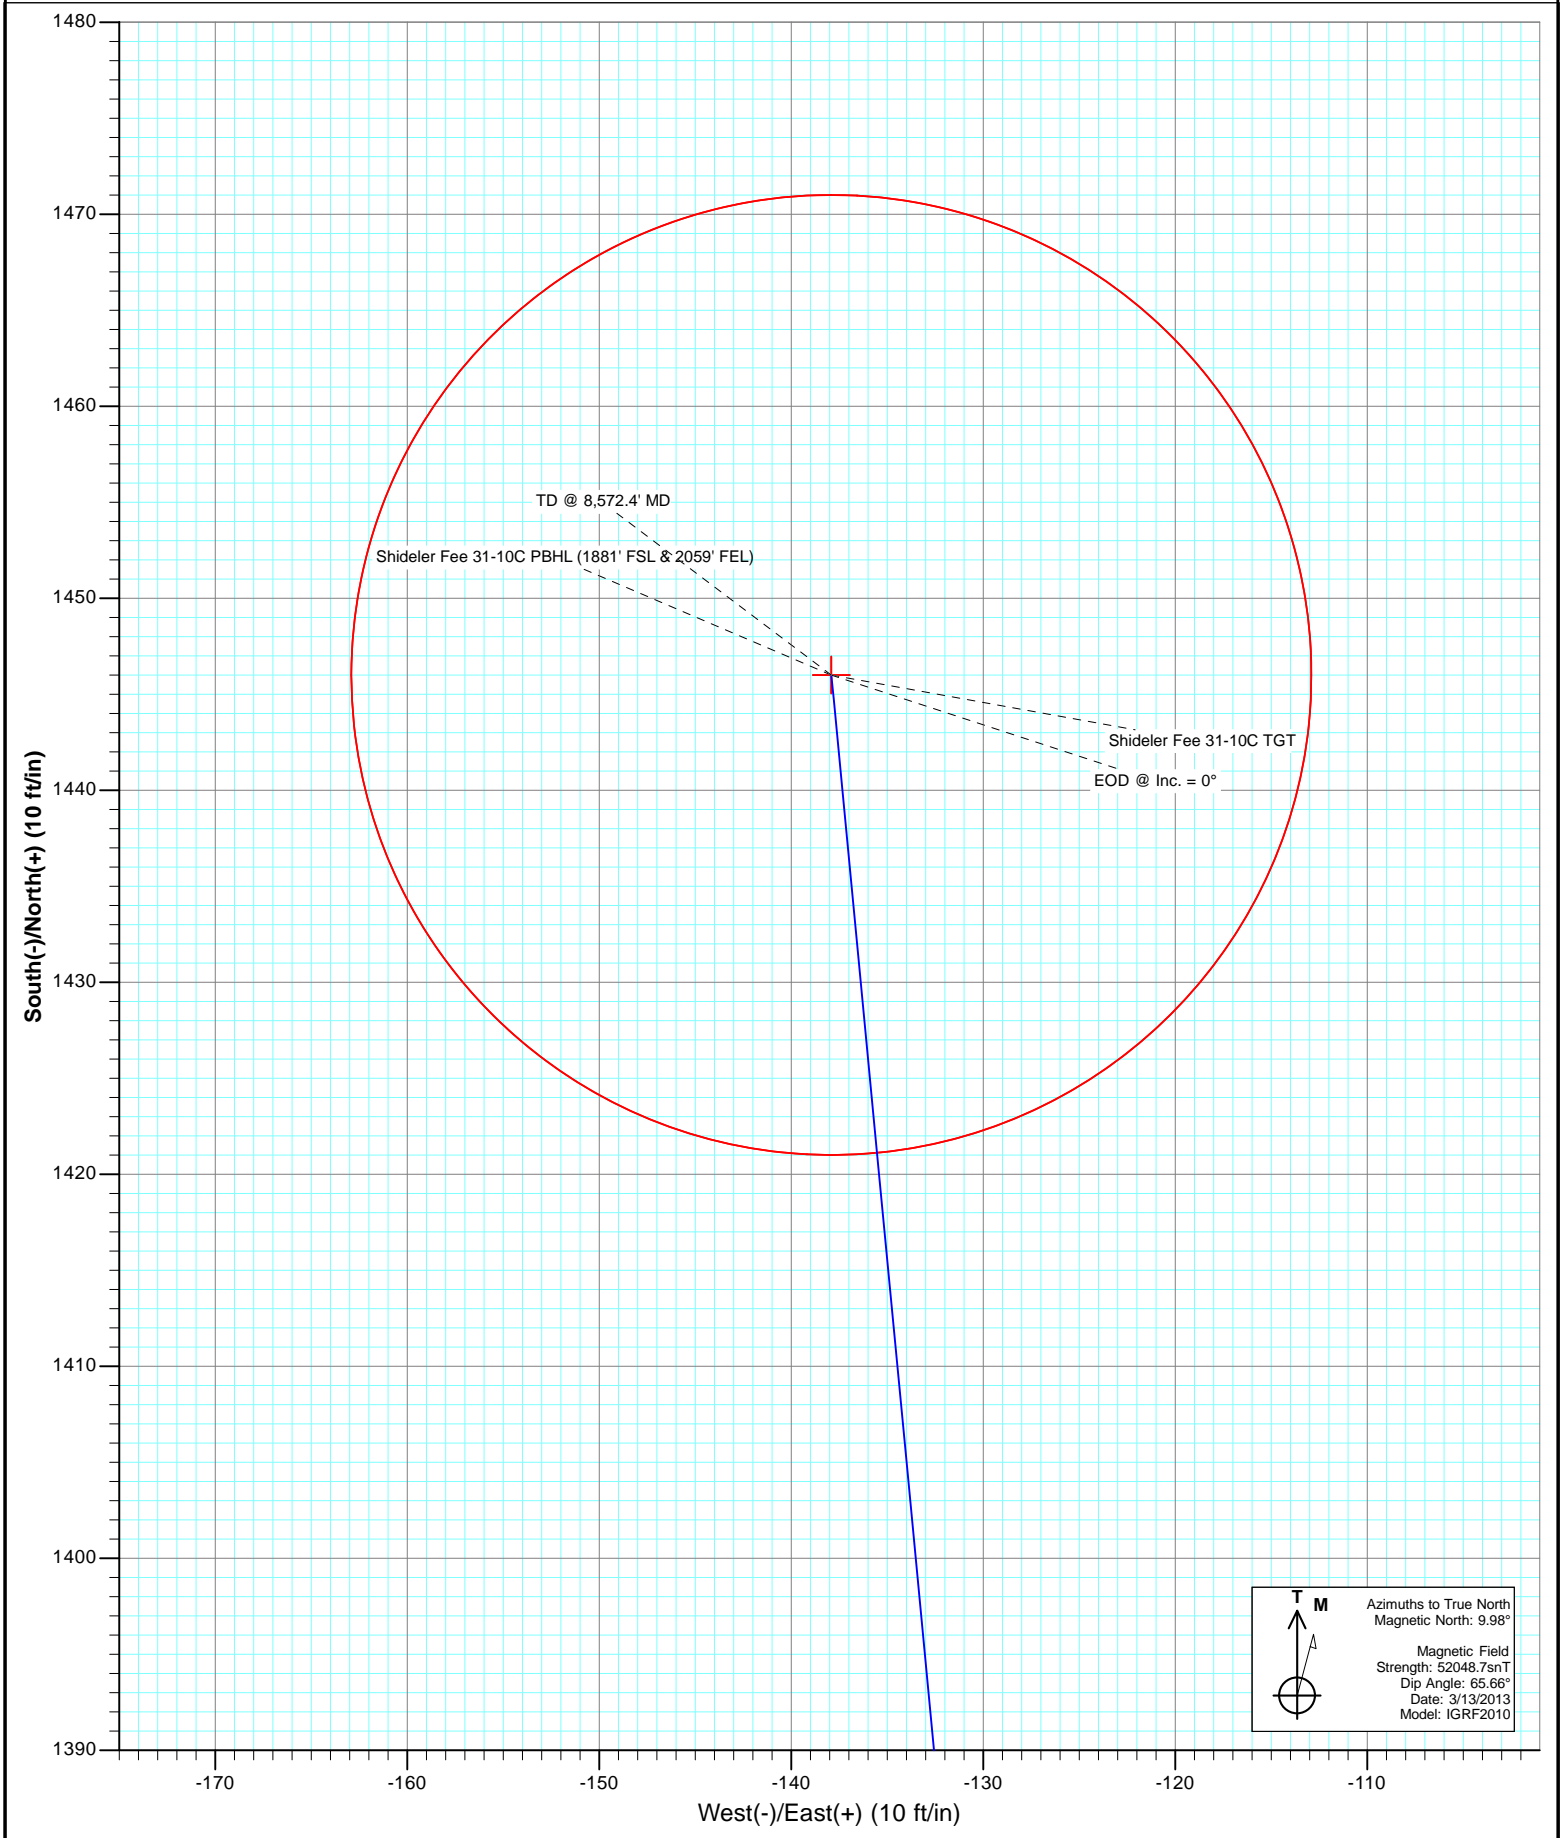 1480
1470
1460
1450
1440
1430
1420
1410
1400
1390
South(-)/North(+) (10 ft/in)
TD @ 8,572.4' MD
Shideler Fee 31-10C PBHL (1881' FSL & 2059' FEL)
Shideler Fee 31-10C TGT
EOD @ Inc. = 0°
T M
Azimuths to True North
Magnetic North: 9.98°
Magnetic Field
Strength: 52048.7snT
Dip Angle: 65.66°
Date: 3/13/2013
Model: IGRF2010
-170 -160 -150 -140 -130 -120 -110
West(-)/East(+) (10 ft/in)